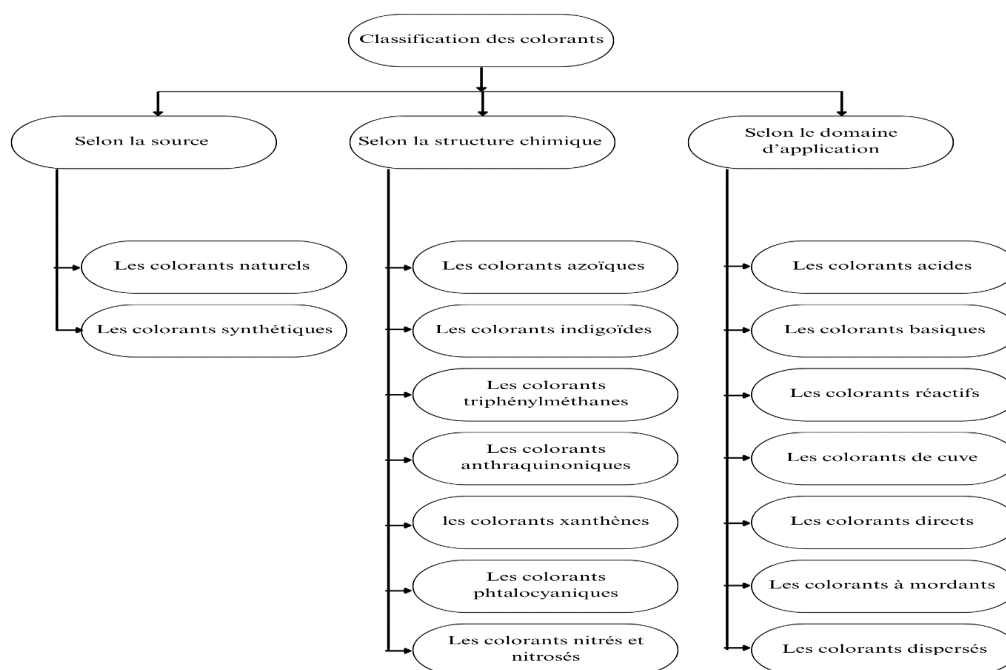 Classification des colorants
Selon la source
Selon la structure chimique
Selon le domaine
d'application
Les colorants naturels
Les colorants synthétiques
Les colorants azoïques
Les colorants indigoïdes
Les colorants
triphénylméthanes
Les colorants
anthraquinoniques
les colorants xanthènes
Les colorants
phtalocyaniques
Les colorants nitrés et
nitrosés
Les colorants acides
Les colorants basiques
Les colorants réactifs
Les colorants de cuve
Les colorants directs
Les colorants à mordants
Les colorants dispersés